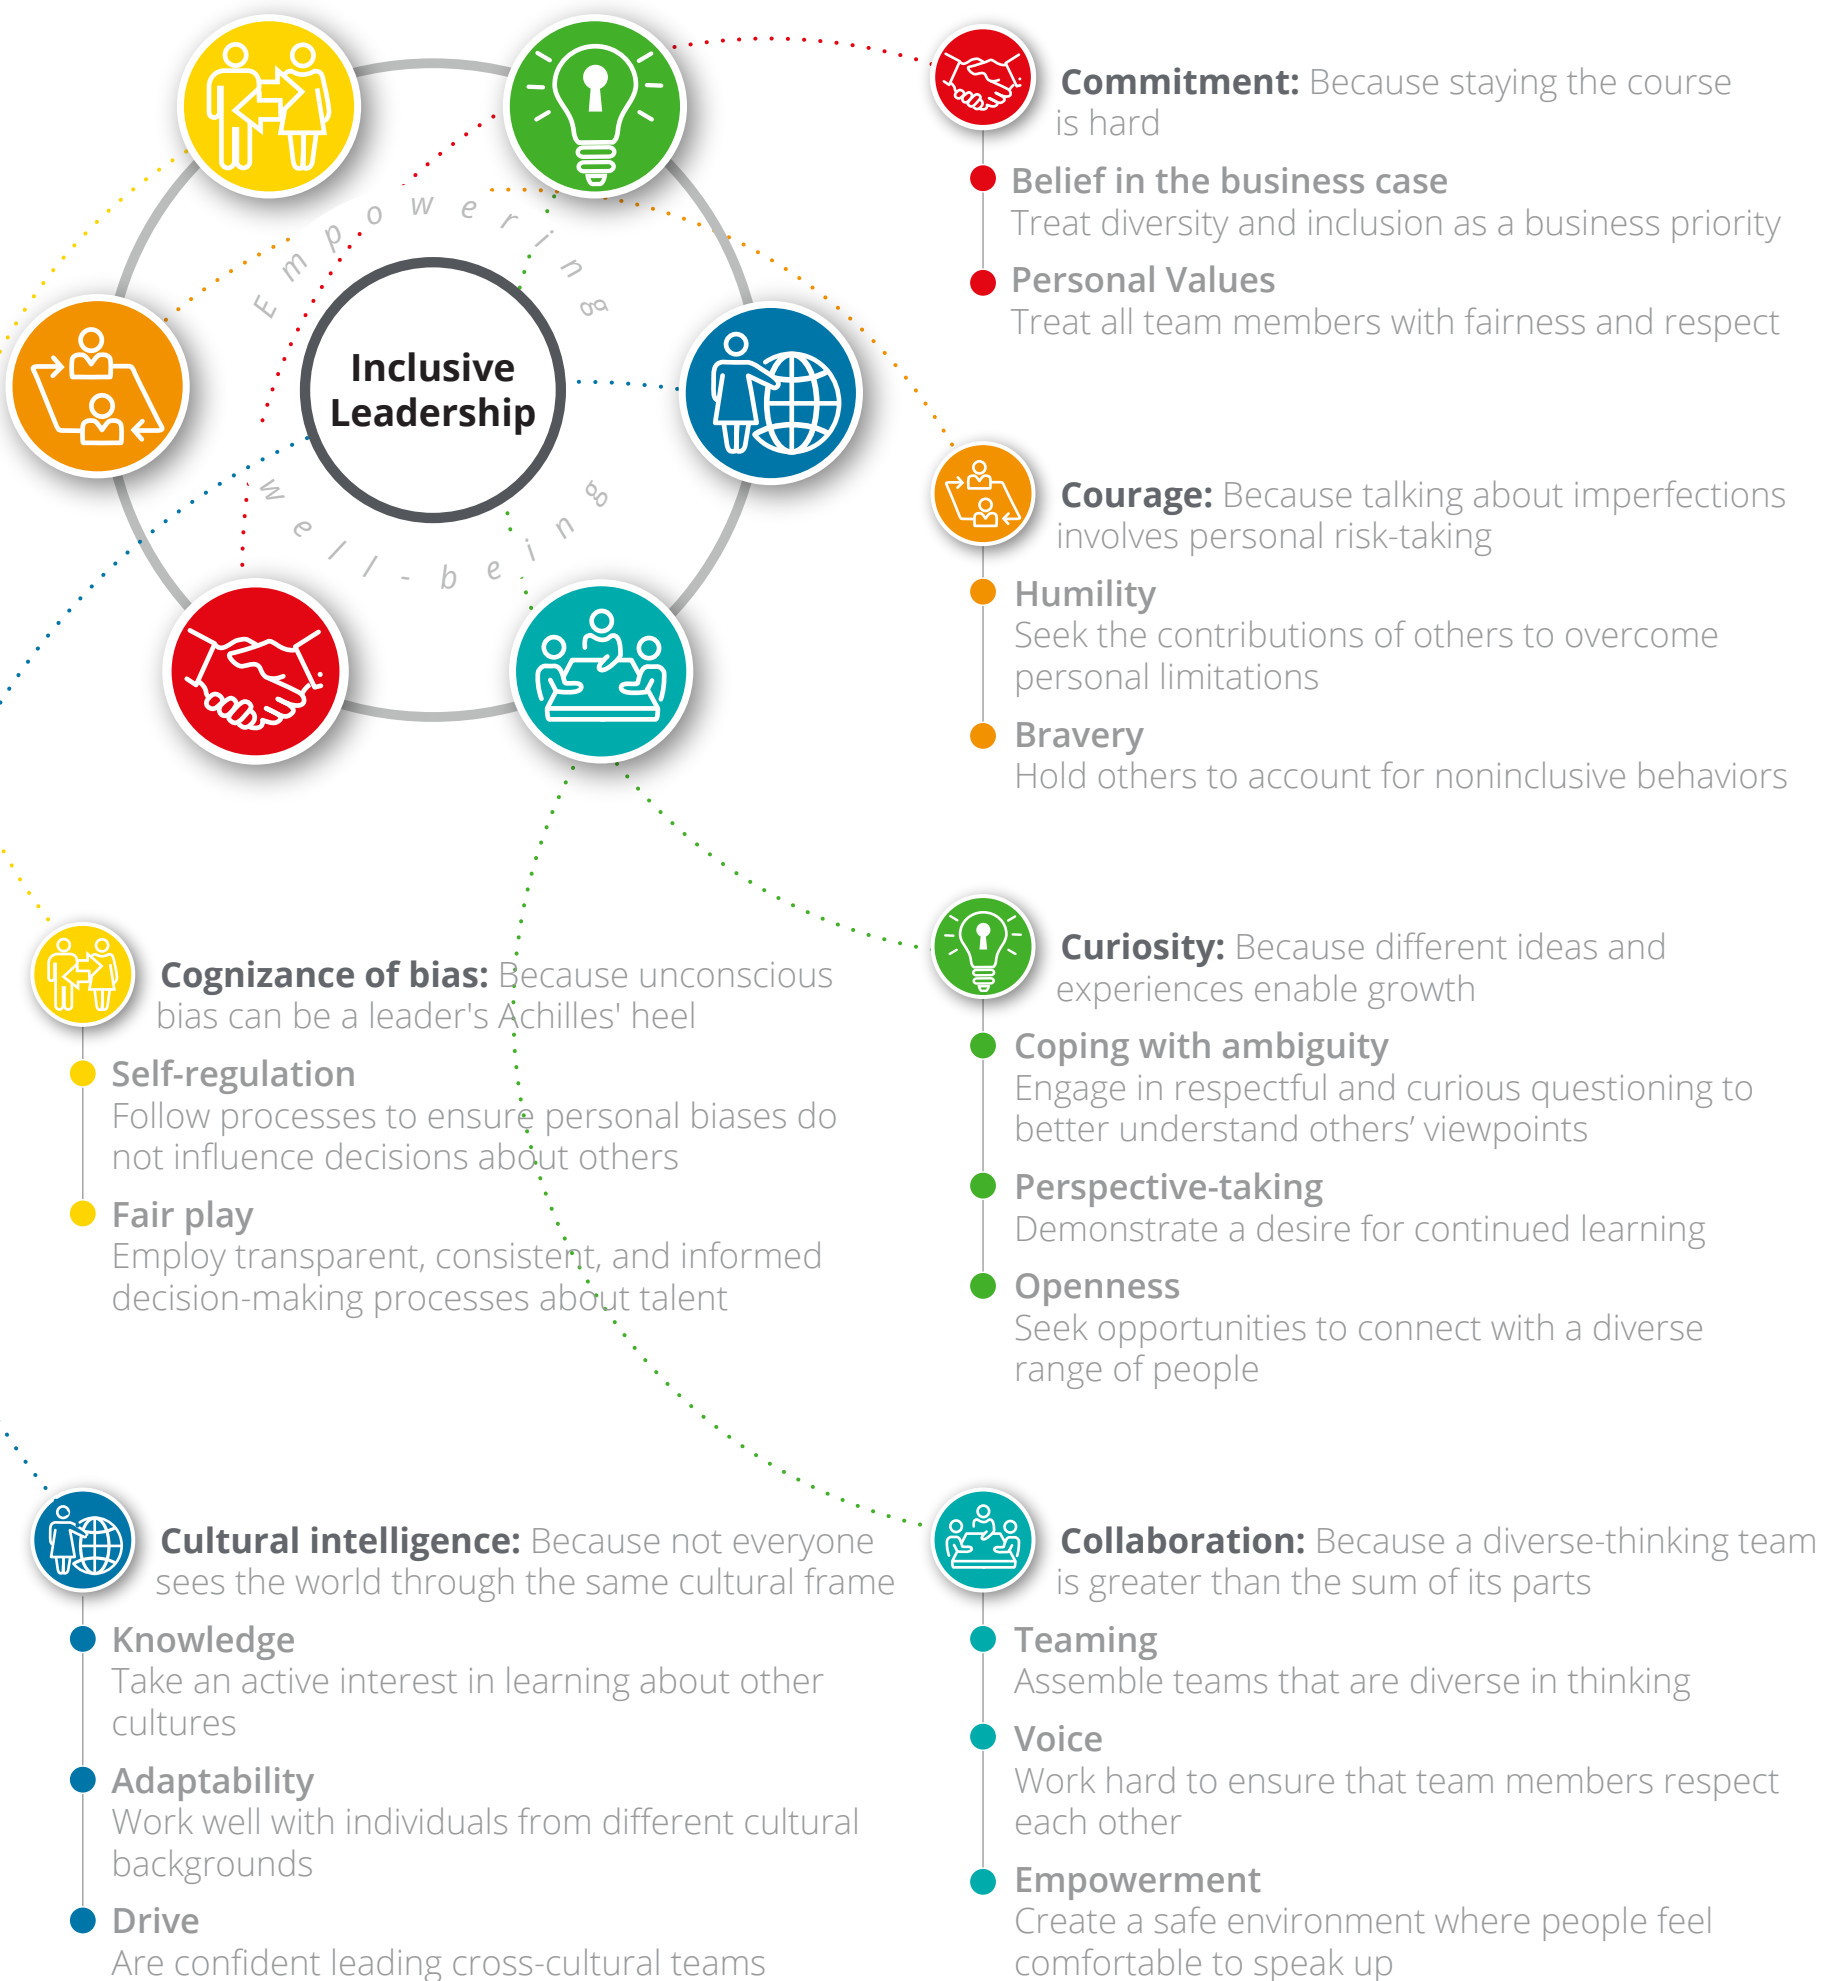 Empowering
Inclusive
Leadership
well-being
Commitment: Because staying the course
is hard
Belief in the business case
Treat diversity and inclusion as a business priority
Personal Values
Treat all team members with fairness and respect
Courage: Because talking about imperfections
involves personal risk-taking
Humility
Seek the contributions of others to overcome
personal limitations
Bravery
Hold others to account for noninclusive behaviors
Cognizance of bias: Because unconscious
bias can be a leader's Achilles' heel
Self-regulation
Follow processes to ensure personal biases do
not influence decisions about others
Fair play
Employ transparent, consistent, and informed
decision-making processes about talent
Curiosity: Because different ideas and
experiences enable growth
Coping with ambiguity
Engage in respectful and curious questioning to
better understand others’ viewpoints
Perspective-taking
Demonstrate a desire for continued learning
Openness
Seek opportunities to connect with a diverse
range of people
Cultural intelligence: Because not everyone
sees the world through the same cultural frame
Knowledge
Take an active interest in learning about other
cultures
Adaptability
Work well with individuals from different cultural
backgrounds
Drive
Are confident leading cross-cultural teams
Collaboration: Because a diverse-thinking team
is greater than the sum of its parts
Teaming
Assemble teams that are diverse in thinking
Voice
Work hard to ensure that team members respect
each other
Empowerment
Create a safe environment where people feel
comfortable to speak up